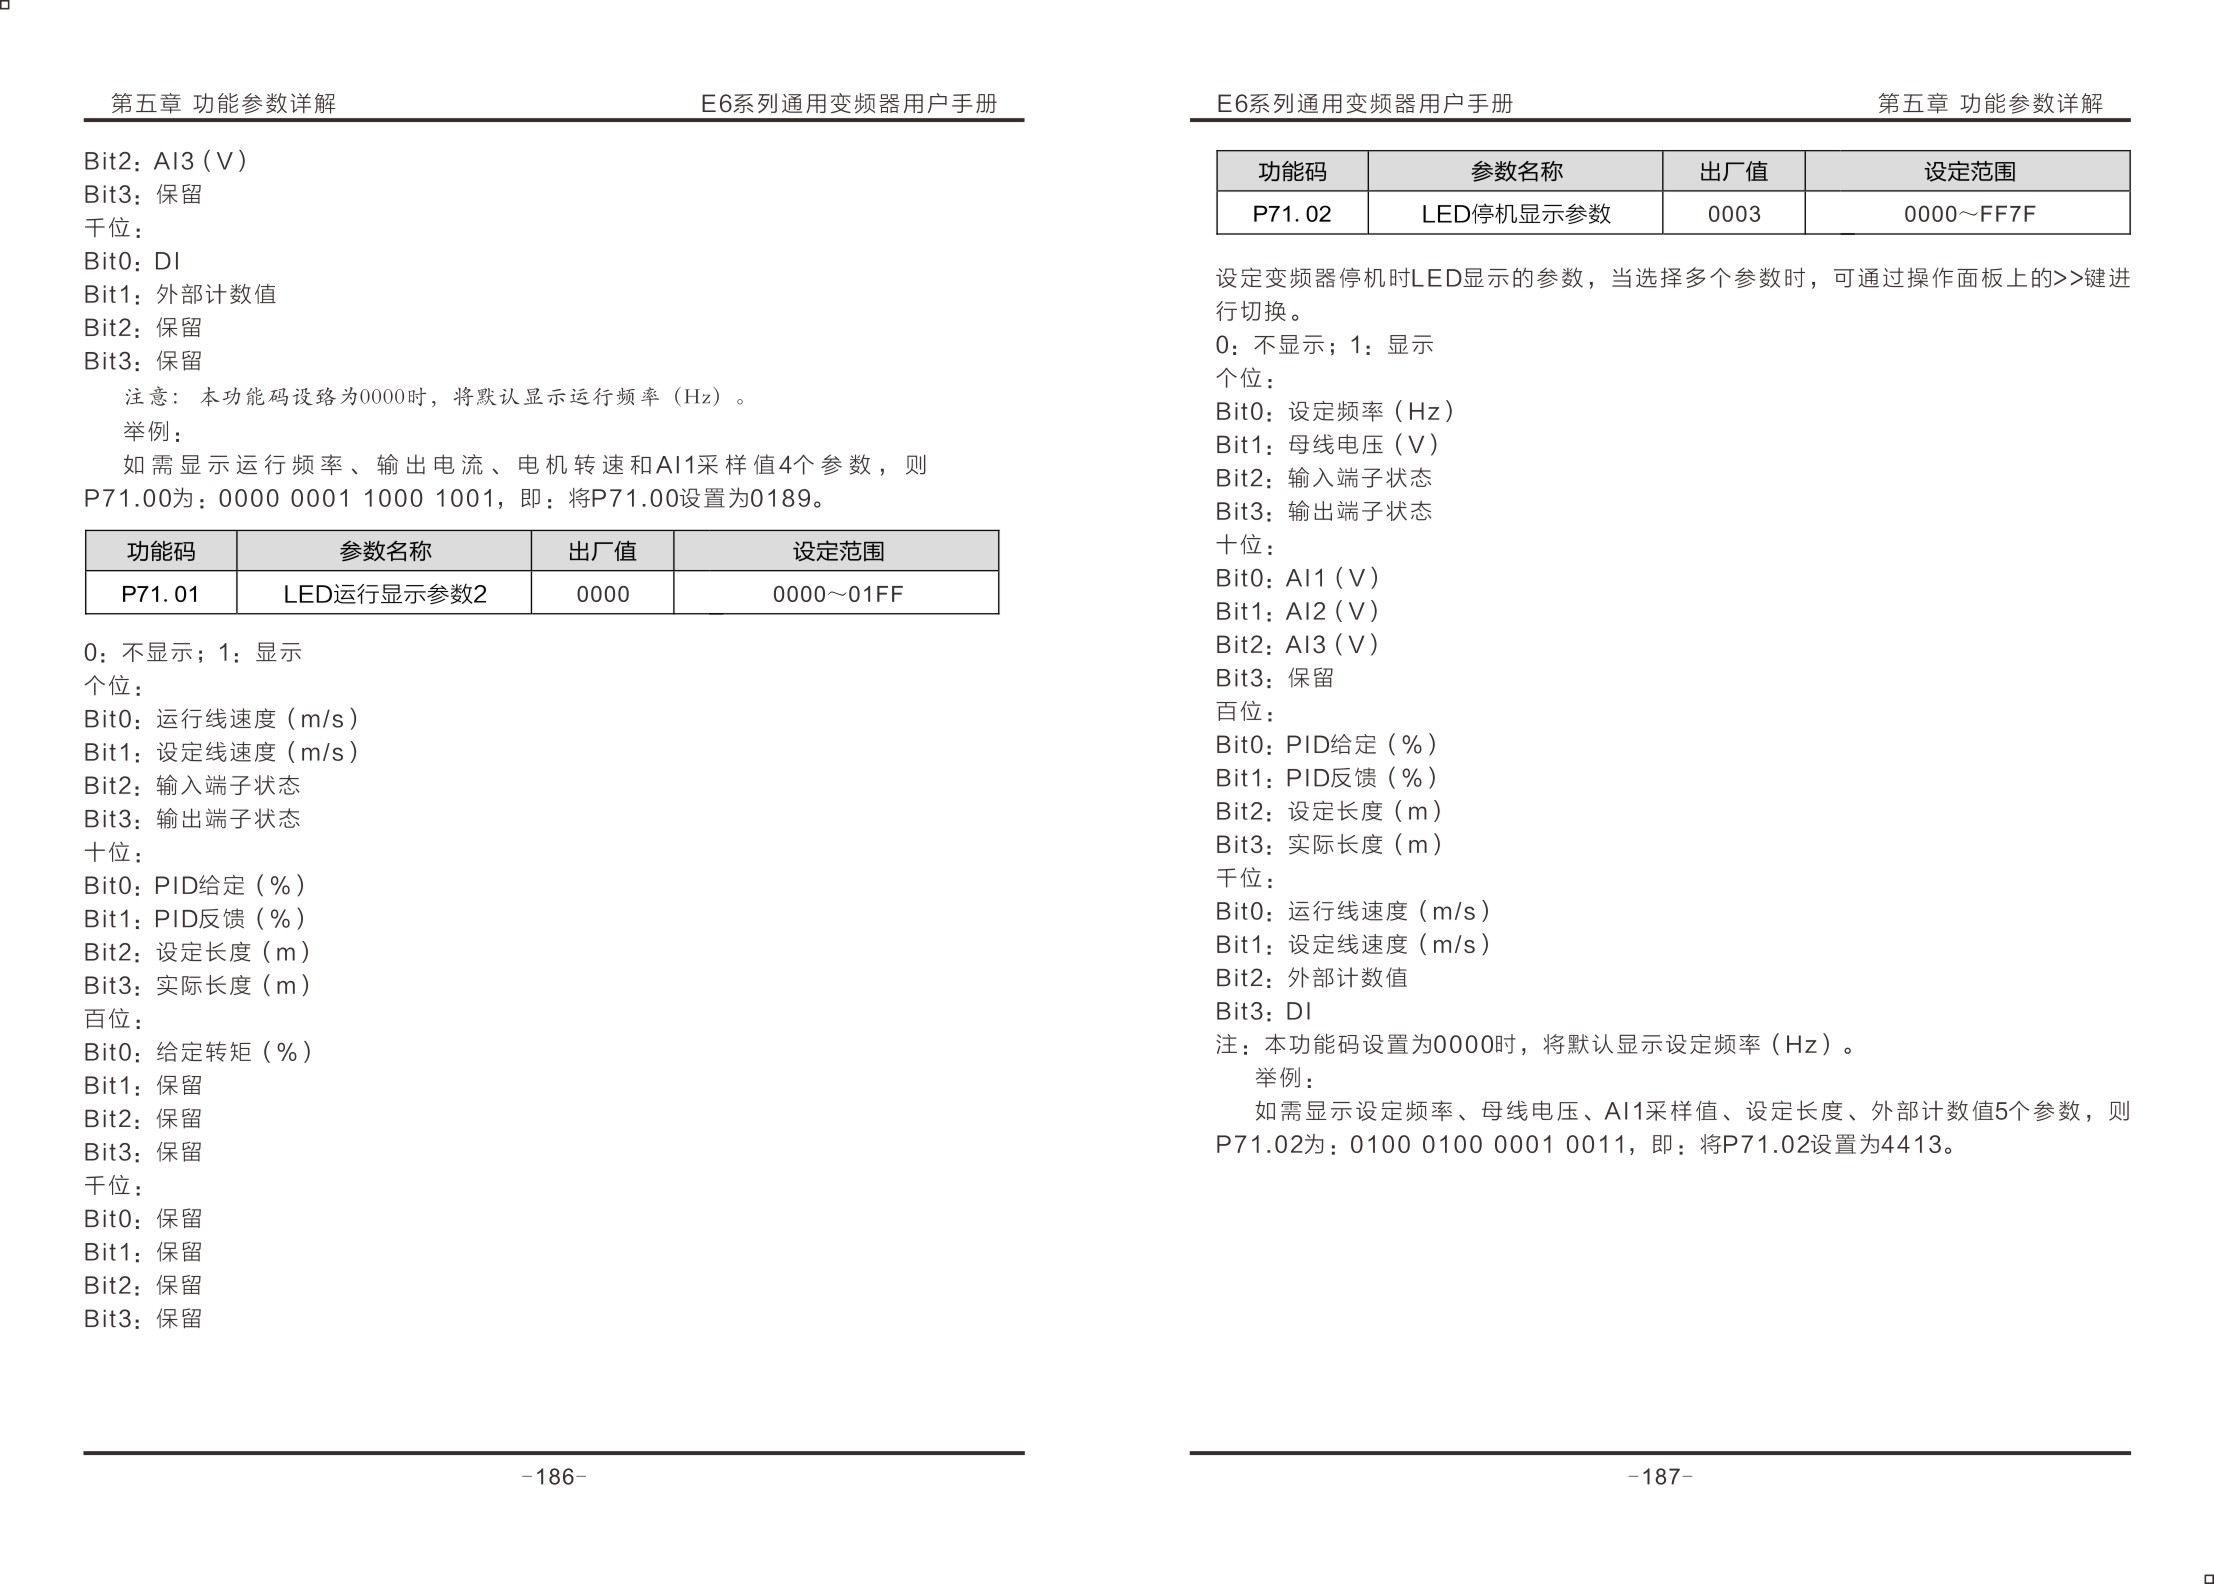 第五章 功能参数详解 E6系列通用变频器用户手册
Bit2：AI3（V）
Bit3：保留
千位：
Bit0：DI
Bit1：外部计数值
Bit2：保留
Bit3：保留
注意： 本功能码设臵为0000时，将默认显示运行频率（Hz）。
举例：
如需显示运行频率、输出电流、电机转速和AI1采样值4个参数，则
P71.00为：0000 0001 1000 1001，即：将P71.00设置为0189。
功能码 参数名称 出厂值 设定范围
P71.01 LED运行显示参数2 0000 0000～01FF
0：不显示；1：显示
个位：
Bit0：运行线速度（m/s）
Bit1：设定线速度（m/s）
Bit2：输入端子状态
Bit3：输出端子状态
十位：
Bit0：PID给定（%）
Bit1：PID反馈（%）
Bit2：设定长度（m）
Bit3：实际长度（m）
百位：
Bit0：给定转矩（%）
Bit1：保留
Bit2：保留
Bit3：保留
千位：
Bit0：保留
Bit1：保留
Bit2：保留
Bit3：保留
-186-
E6系列通用变频器用户手册 第五章 功能参数详解
功能码 参数名称 出厂值 设定范围
P71.02 LED停机显示参数 0003 0000～FF7F
设定变频器停机时LED显示的参数，当选择多个参数时，可通过操作面板上的>>键进
行切换。
0：不显示；1：显示
个位：
Bit0：设定频率（Hz）
Bit1：母线电压（V）
Bit2：输入端子状态
Bit3：输出端子状态
十位：
Bit0：AI1（V）
Bit1：AI2（V）
Bit2：AI3（V）
Bit3：保留
百位：
Bit0：PID给定（%）
Bit1：PID反馈（%）
Bit2：设定长度（m）
Bit3：实际长度（m）
千位：
Bit0：运行线速度（m/s）
Bit1：设定线速度（m/s）
Bit2：外部计数值
Bit3：DI
注：本功能码设置为0000时，将默认显示设定频率（Hz）。
举例：
如需显示设定频率、母线电压、AI1采样值、设定长度、外部计数值5个参数，则
P71.02为：0100 0100 0001 0011，即：将P71.02设置为4413。
-187-